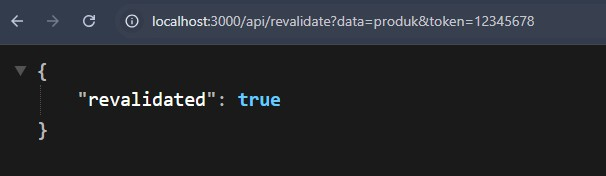 localhost:3000/api/revalidate?data=produk&token=12345678
{
"revalidated": true
}